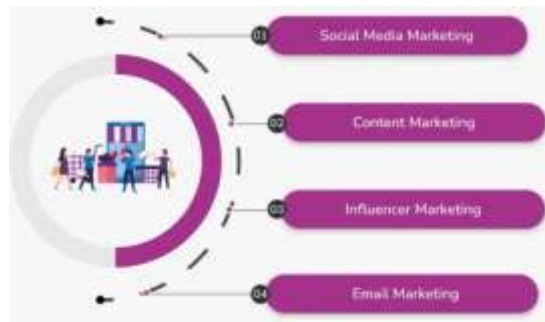 01
Social Media Marketing
02
Content Marketing
03
Influencer Marketing
04
Email Marketing